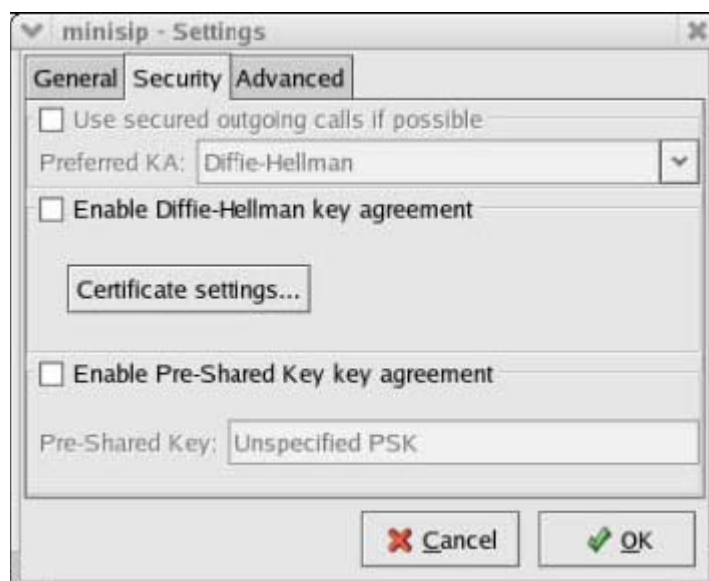 minisip - Settings
General Security Advanced
Use secured outgoing calls if possible
Preferred KA: Diffie-Hellman
Enable Diffie-Hellman key agreement
Certificate settings...
Enable Pre-Shared Key key agreement
Pre-Shared Key: Unspecified PSK
Cancel OK